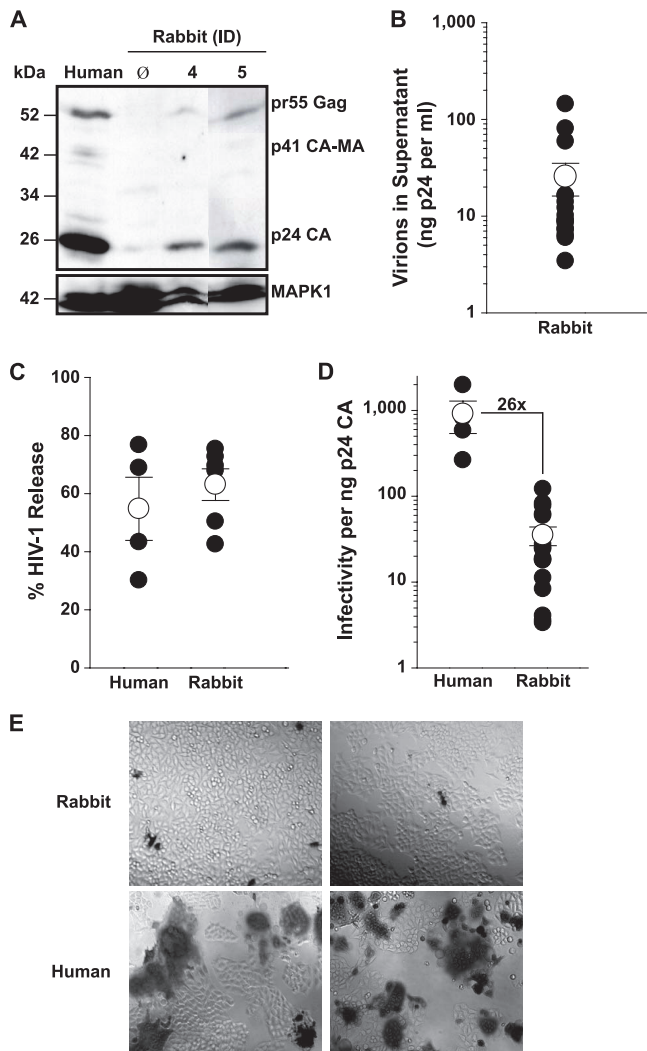 A
Rabbit (ID)
kDa Human Ø 4 5
52
pr55 Gag
42
p41 CA-MA
34
26
p24 CA
42
MAPK1
B
Virions in Supernatant
(ng p24 per ml)
1,000
100
10
1
Rabbit
C
% HIV-1 Release
100
80
60
40
20
0
Human Rabbit
D
Infectivity per ng p24 CA
1,000
100
10
1
26x
Human Rabbit
E
Rabbit
Human